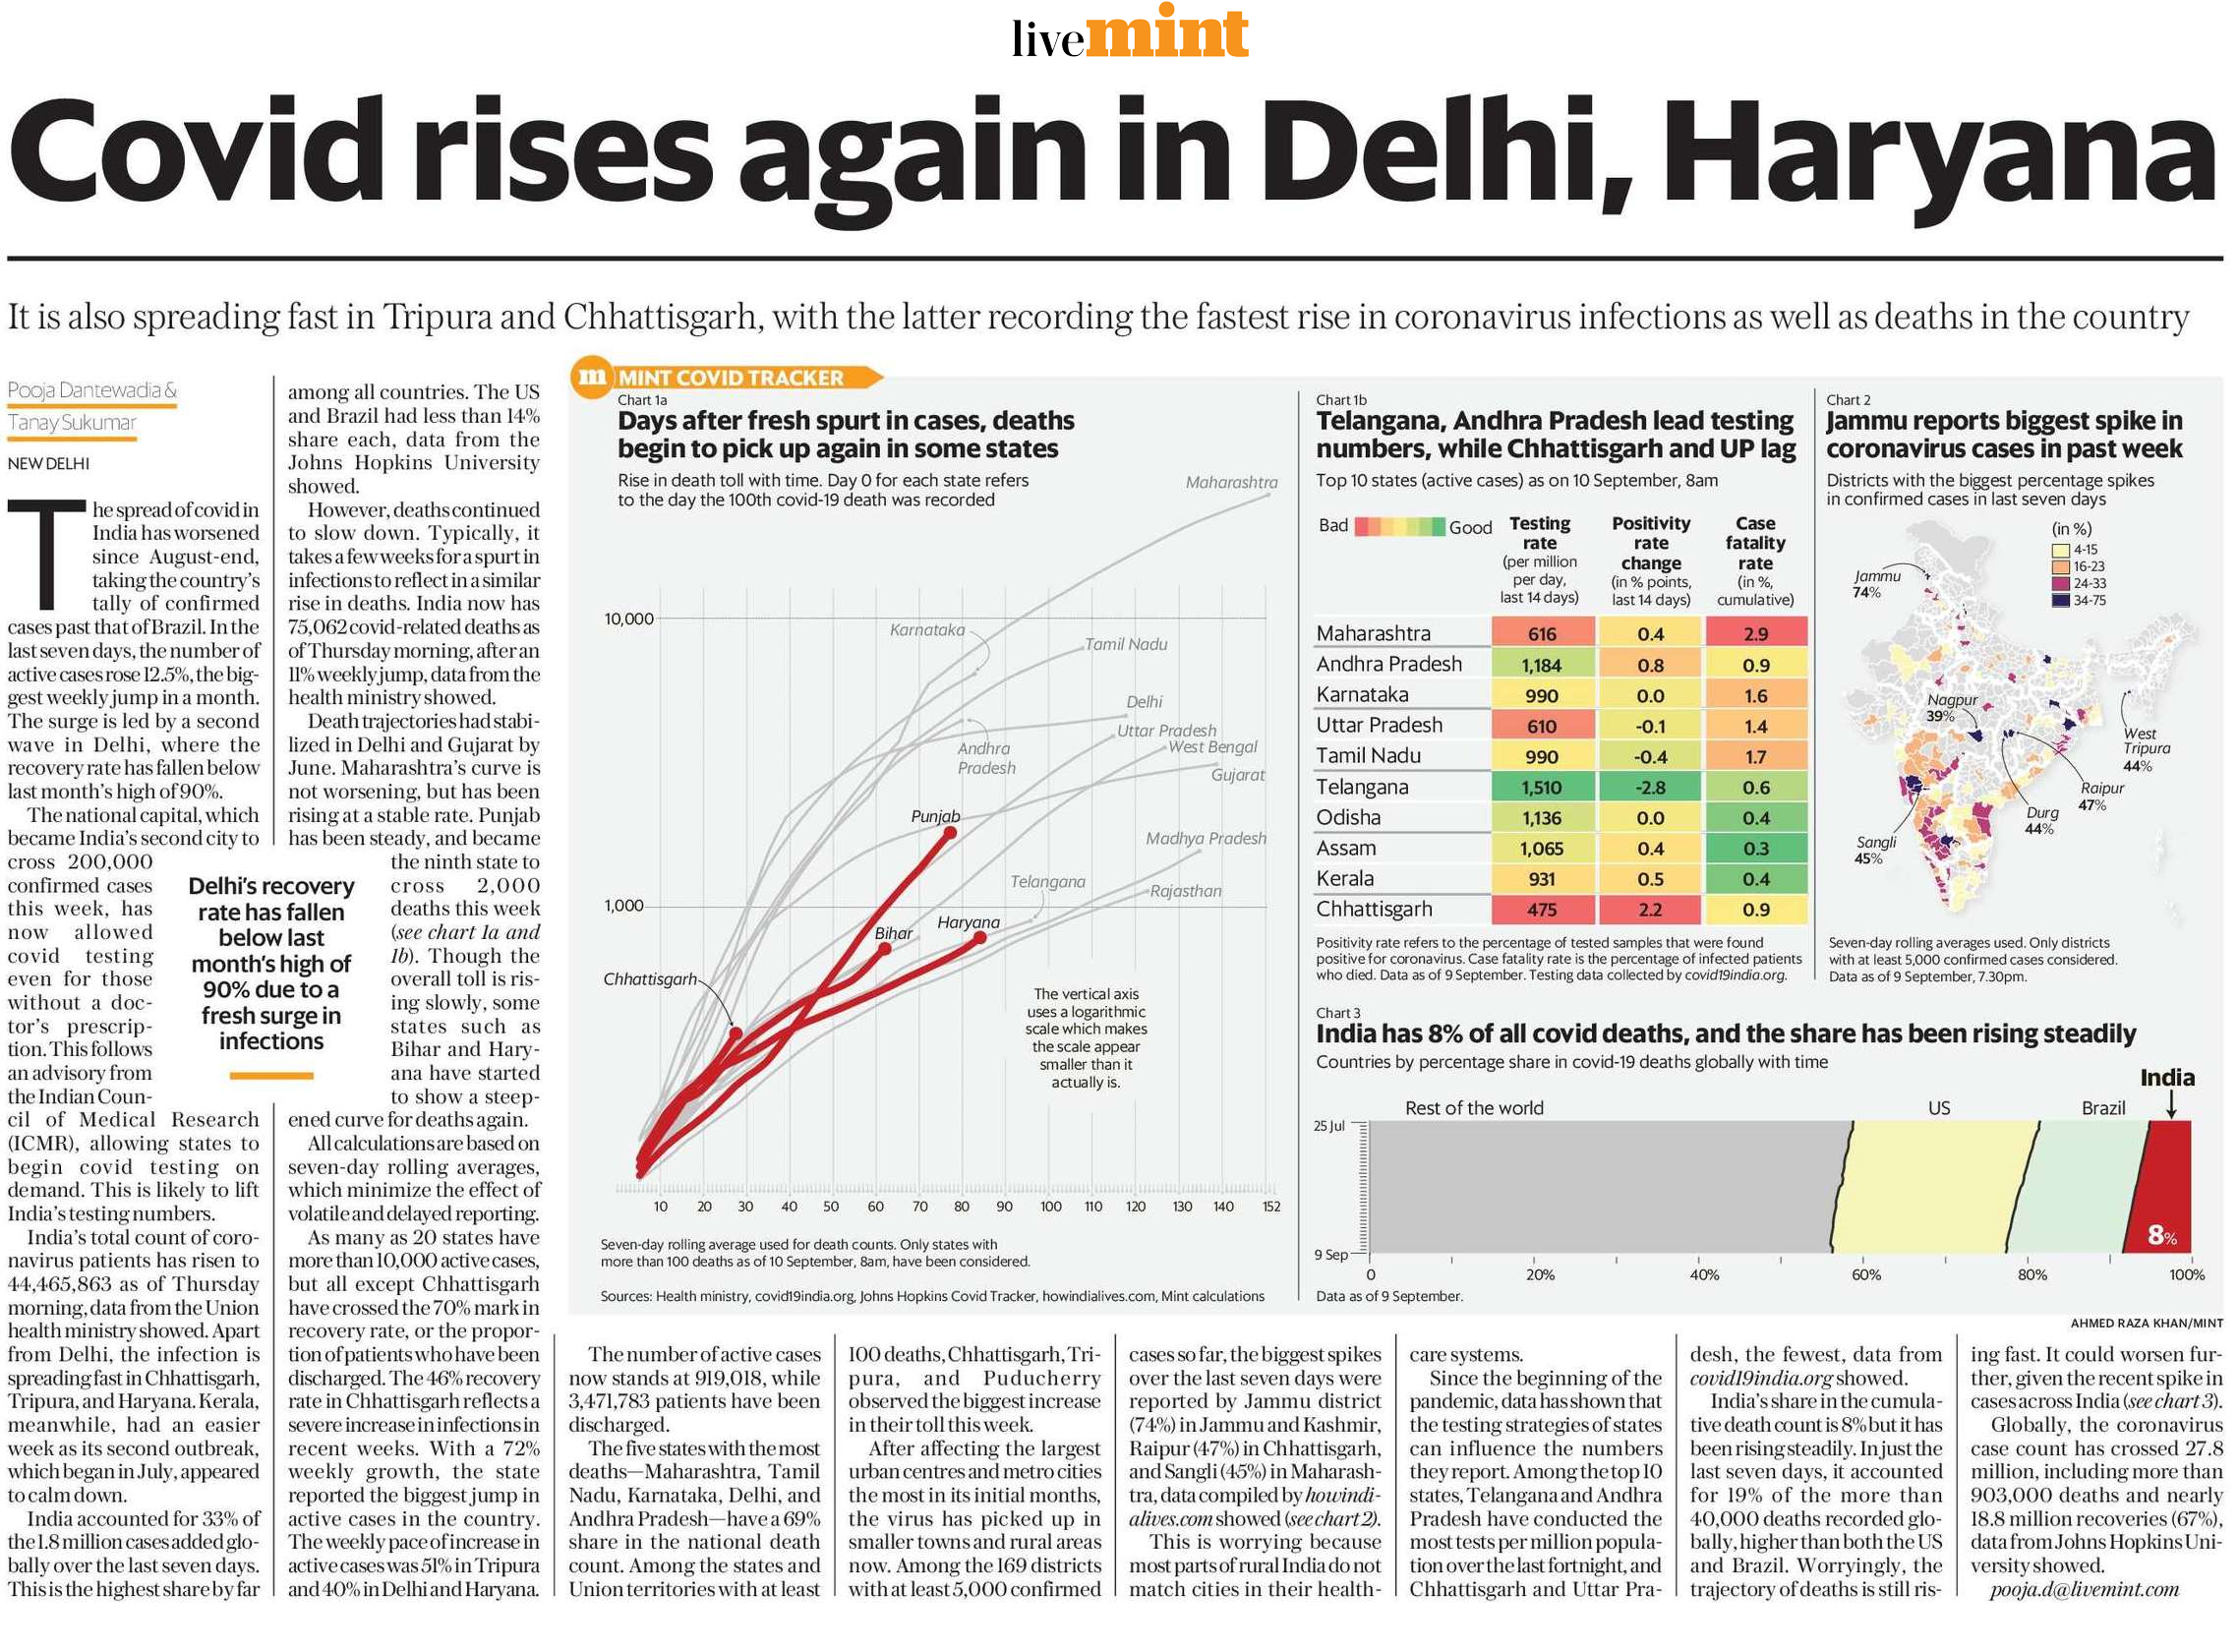 livemint
Covid rises again in Delhi, Haryana
It is also spreading fast in Tripura and Chhattisgarh, with the latter recording the fastest rise in coronavirus infections as well as deaths in the country
Pooja Dantewadia &
Tanay Sukumar
NEW DELHI
The spread of covid in
India has worsened
since August-end,
taking the country's
tally of confirmed
cases past that of Brazil. In the
last seven days, the number of
active cases rose 12.5%, the big-
gest weekly jump in a month.
The surge is led by a second
wave in Delhi, where the
recovery rate has fallen below
last month's high of 90%.
The national capital, which
became India's second city to
cross 200,000
confirmed cases
this week, has
now allowed
covid testing
even for those
without a doc-
tor's prescrip-
tion. This follows
an advisory from
the Indian Coun-
cil of Medical Research
(ICMR), allowing states to
begin covid testing on
demand. This is likely to lift
India's testing numbers.
India's total count of coro-
navirus patients has risen to
44,465,863 as of Thursday
morning, data from the Union
health ministry showed. Apart
from Delhi, the infection is
spreading fast in Chhattisgarh,
Tripura, and Haryana. Kerala,
meanwhile, had an easier
week as its second outbreak,
which began in July, appeared
to calm down.
India accounted for 33% of
the 1.8 million cases added glo-
bally over the last seven days.
This is the highest share by far
Delhi's recovery
rate has fallen
below last
month's high of
90% due to a
fresh surge in
infections
among all countries. The US
and Brazil had less than 14%
share each, data from the
Johns Hopkins University
showed.
However, deaths continued
to slow down. Typically, it
takes a few weeks for a spurt in
infections to reflect in a similar
rise in deaths. India now has
75,062 covid-related deaths as
of Thursday morning, after an
11% weekly jump, data from the
health ministry showed.
Death trajectories had stabi-
lized in Delhi and Gujarat by
June. Maharashtra's curve is
not worsening, but has been
rising at a stable rate. Punjab
has been steady, and became
the ninth state to
cross 2,000
deaths this week
(see chart 1a and
1b). Though the
overall toll is ris-
ing slowly, some
states such as
Bihar and Hary-
ana have started
to show a steep-
ened curve for deaths again.
All calculations are based on
seven-day rolling averages,
which minimize the effect of
volatile and delayed reporting.
As many as 20 states have
more than 10,000 active cases,
but all except Chhattisgarh
have crossed the 70% mark in
recovery rate, or the propor-
tion of patients who have been
discharged. The 46% recovery
rate in Chhattisgarh reflects a
severe increase in infections in
recent weeks. With a 72%
weekly growth, the state
reported the biggest jump in
active cases in the country.
The weekly pace of increase in
active cases was 51% in Tripura
and 40% in Delhi and Haryana.
m MINT COVID TRACKER
Chart 1a
Days after fresh spurt in cases, deaths
begin to pick up again in some states
Rise in death toll with time. Day 0 for each state refers
to the day the 100th covid-19 death was recorded
Maharashtra
10,000
Karnataka
Tamil Nadu
Delhi
Uttar Pradesh
West Bengal
Andhra
Pradesh
Gujarat
Punjab
Madhya Pradesh
Telangana
Rajasthan
1,000
Haryana
Bihar
Chhattisgarh
The vertical axis
uses a logarithmic
scale which makes
the scale appear
smaller than it
actually is.
10 20 30 40 50 60 70 80 90 100 110 120 130 140 152
Seven-day rolling average used for death counts. Only states with
more than 100 deaths as of 10 September, 8am, have been considered.
Sources: Health ministry, covid19india.org, Johns Hopkins Covid Tracker, howindialives.com, Mint calculations
Chart 1b
Telangana, Andhra Pradesh lead testing
numbers, while Chhattisgarh and UP lag
Top 10 states (active cases) as on 10 September, 8am
Bad Good
Testing rate (per million per day, last 14 days)
Positivity rate change (in % points, last 14 days)
Case fatality rate (in %, cumulative)
Maharashtra 616 0.4 2.9
Andhra Pradesh 1,184 0.8 0.9
Karnataka 990 0.0 1.6
Uttar Pradesh 610 -0.1 1.4
Tamil Nadu 990 -0.4 1.7
Telangana 1,510 -2.8 0.6
Odisha 1,136 0.0 0.4
Assam 1,065 0.4 0.3
Kerala 931 0.5 0.4
Chhattisgarh 475 2.2 0.9
Positivity rate refers to the percentage of tested samples that were found
positive for coronavirus. Case fatality rate is the percentage of infected patients
who died. Data as of 9 September. Testing data collected by covid19india.org.
Chart 2
Jammu reports biggest spike in
coronavirus cases in past week
Districts with the biggest percentage spikes
in confirmed cases in last seven days
(in %)
4-15
16-23
24-33
34-75
Jammu
74%
Nagpur
39%
West
Tripura
44%
Raipur
47%
Durg
44%
Sangli
45%
Seven-day rolling averages used. Only districts
with at least 5,000 confirmed cases considered.
Data as of 9 September, 7.30pm.
Chart 3
India has 8% of all covid deaths, and the share has been rising steadily
Countries by percentage share in covid-19 deaths globally with time
India
Rest of the world US Brazil
25 Jul
8%
9 Sep
0 20% 40% 60% 80% 100%
Data as of 9 September.
AHMED RAZA KHAN/MINT
The number of active cases
now stands at 919,018, while
3,471,783 patients have been
discharged.
The five states with the most
deaths—Maharashtra, Tamil
Nadu, Karnataka, Delhi, and
Andhra Pradesh—have a 69%
share in the national death
count. Among the states and
Union territories with at least
100 deaths, Chhattisgarh, Tri-
pura, and Puducherry
observed the biggest increase
in their toll this week.
After affecting the largest
urban centres and metro cities
the most in its initial months,
the virus has picked up in
smaller towns and rural areas
now. Among the 169 districts
with at least 5,000 confirmed
cases so far, the biggest spikes
over the last seven days were
reported by Jammu district
(74%) in Jammu and Kashmir,
Raipur (47%) in Chhattisgarh,
and Sangli (45%) in Maharash-
tra, data compiled by howindi-
alives.com showed (see chart 2).
This is worrying because
most parts of rural India do not
match cities in their health-
care systems.
Since the beginning of the
pandemic, data has shown that
the testing strategies of states
can influence the numbers
they report. Among the top 10
states, Telangana and Andhra
Pradesh have conducted the
most tests per million popula-
tion over the last fortnight, and
Chhattisgarh and Uttar Pra-
desh, the fewest, data from
covid19india.org showed.
India's share in the cumula-
tive death count is 8% but it has
been rising steadily. In just the
last seven days, it accounted
for 19% of the more than
40,000 deaths recorded glo-
bally, higher than both the US
and Brazil. Worryingly, the
trajectory of deaths is still ris-
ing fast. It could worsen fur-
ther, given the recent spike in
cases across India (see chart 3).
Globally, the coronavirus
case count has crossed 27.8
million, including more than
903,000 deaths and nearly
18.8 million recoveries (67%),
data from Johns Hopkins Uni-
versity showed.
pooja.d@livemint.com